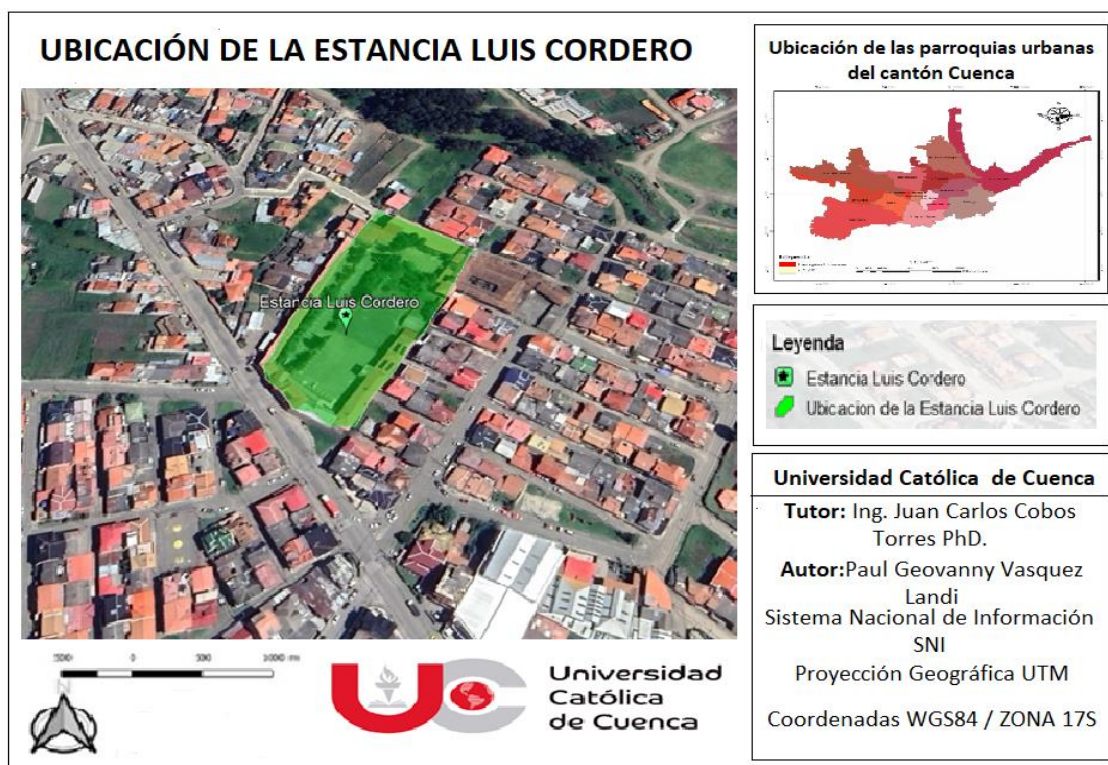 UBICACIÓN DE LA ESTANCIA LUIS CORDERO
Estancia Luis Cordero
500 0 500 1000 m
N
UC
Universidad
Católica
de Cuenca
Ubicación de las parroquias urbanas
del cantón Cuenca
Leyenda
Estancia Luis Cordero
Ubicacion de la Estancia Luis Cordero
Universidad Católica de Cuenca
Tutor: Ing. Juan Carlos Cobos
Torres PhD.
Autor:Paul Geovanny Vasquez
Landi
Sistema Nacional de Información
SNI
Proyección Geográfica UTM
Coordenadas WGS84 / ZONA 17S